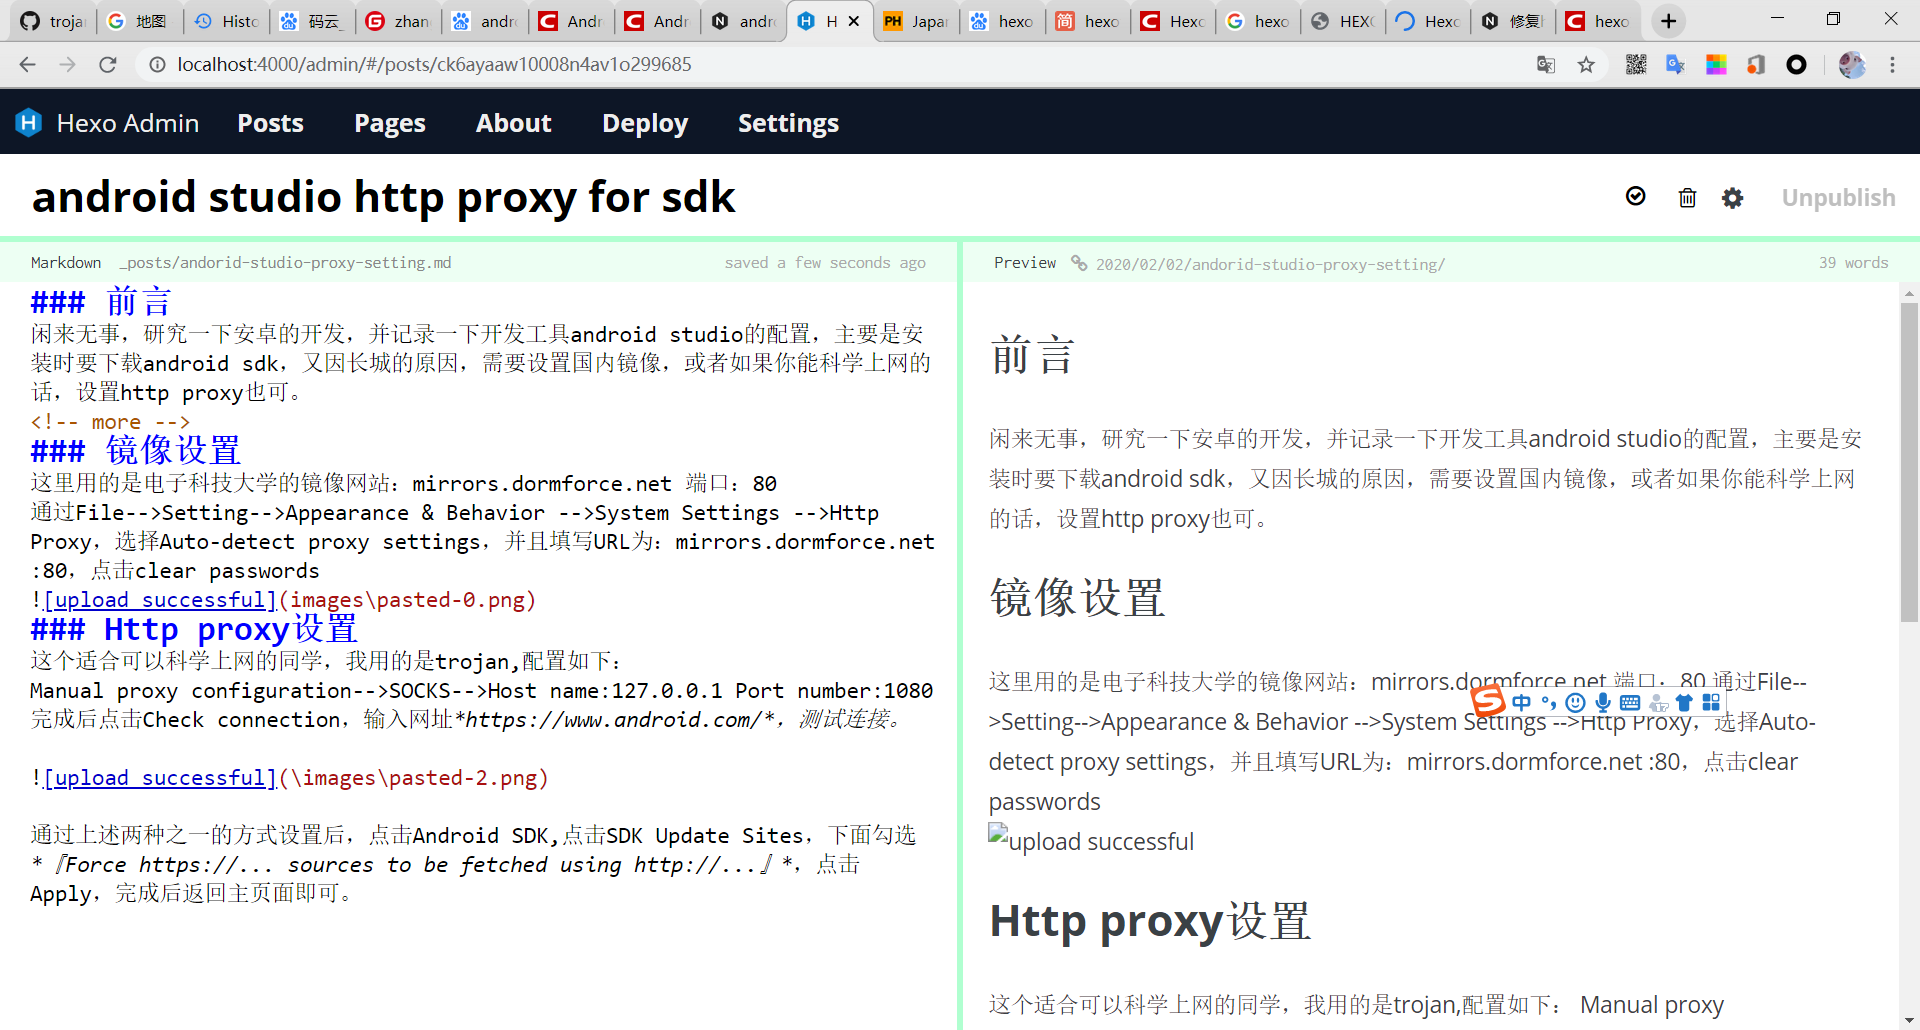 troja
地图
Histo
码云_
zhan
andro
Andr
Andr
andro
H
Japan
hexo
hexo
Hexo
hexo
HEXO
Hexo
修复h
hexo
localhost:4000/admin/#/posts/ck6ayaaw10008n4av1o299685
Hexo Admin Posts Pages About Deploy Settings
android studio http proxy for sdk
Unpublish
Markdown _posts/andorid-studio-proxy-setting.md saved a few seconds ago
### 前言
闲来无事，研究一下安卓的开发，并记录一下开发工具android studio的配置，主要是安
装时要下载android sdk，又因长城的原因，需要设置国内镜像，或者如果你能科学上网的
话，设置http proxy也可。
<!-- more -->
### 镜像设置
这里用的是电子科技大学的镜像网站：mirrors.dormforce.net 端口：80
通过File-->Setting-->Appearance & Behavior -->System Settings -->Http
Proxy，选择Auto-detect proxy settings，并且填写URL为：mirrors.dormforce.net
:80，点击clear passwords
![upload successful](images\pasted-0.png)
### Http proxy设置
这个适合可以科学上网的同学，我用的是trojan,配置如下：
Manual proxy configuration-->SOCKS-->Host name:127.0.0.1 Port number:1080
完成后点击Check connection，输入网址*https://www.android.com/*，测试连接。
![upload successful](\images\pasted-2.png)
通过上述两种之一的方式设置后，点击Android SDK,点击SDK Update Sites，下面勾选
*『Force https://... sources to be fetched using http://...』*，点击
Apply，完成后返回主页面即可。
Preview 2020/02/02/andorid-studio-proxy-setting/ 39 words
前言
闲来无事，研究一下安卓的开发，并记录一下开发工具android studio的配置，主要是安
装时要下载android sdk，又因长城的原因，需要设置国内镜像，或者如果你能科学上网
的话，设置http proxy也可。
镜像设置
这里用的是电子科技大学的镜像网站：mirrors.dormforce.net 端口：80 通过File--
>Setting-->Appearance & Behavior -->System Settings -->Http Proxy，选择Auto-
detect proxy settings，并且填写URL为：mirrors.dormforce.net :80，点击clear
passwords
upload successful
Http proxy设置
这个适合可以科学上网的同学，我用的是trojan,配置如下： Manual proxy
中